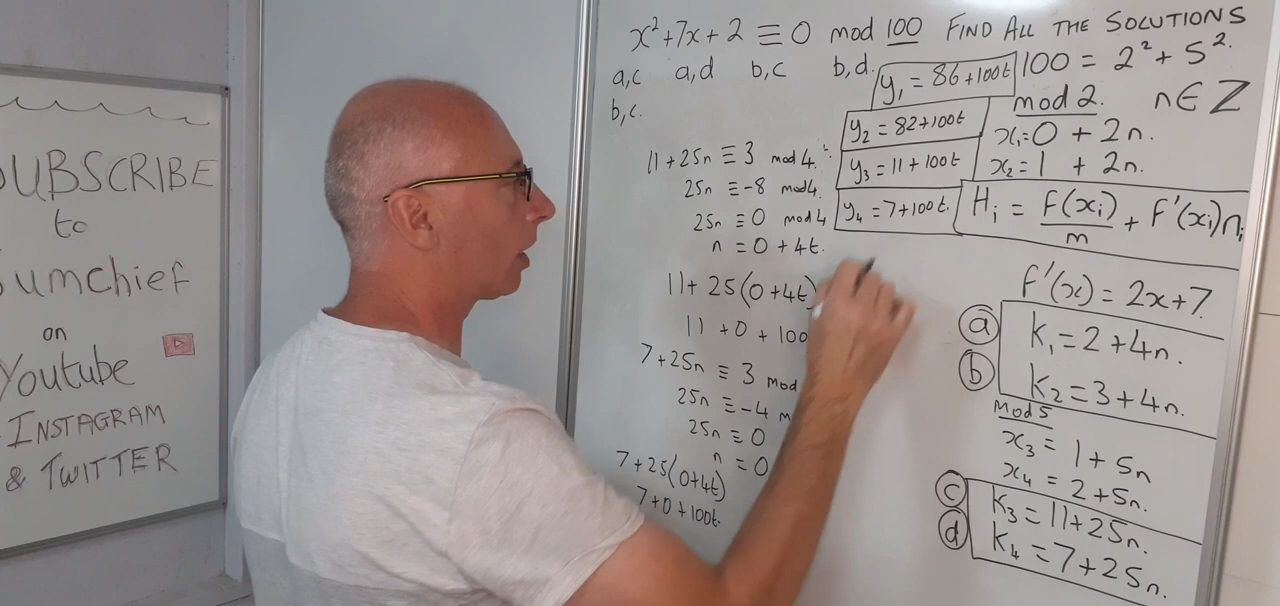 SUBSCRIBE
to
Sumchief
on
Youtube
INSTAGRAM
& TWITTER
x²+7x+2 ≡ 0 mod 100 FIND ALL THE SOLUTIONS
a,c a,d b,c b,d.
b,c.
y₁ = 86+100t
100 = 2² + 5².
y₂ = 82+100t
y₃ = 11+100t
y₄ = 7+100t.
mod 2. n∈Z
x₁=0 + 2n.
x₂=1 + 2n.
Hᵢ = F(xᵢ)/m + F'(xᵢ)nᵢ
F'(x) = 2x+7.
a K₁=2+4n.
b K₂=3+4n.
Mod 5
x₃ = 1+5n
x₄ = 2+5n.
c K₃=11+25n.
d K₄=7+25n.
11+25n ≡ 3 mod 4.
25n ≡ -8 mod 4.
25n ≡ 0 mod 4
n = 0 + 4t.
11+ 25(0+4t)
11 + 0 + 100
7+25n ≡ 3 mod
25n ≡ -4 m
25n ≡ 0
n = 0
7+25(0+4t)
7+0+100t.